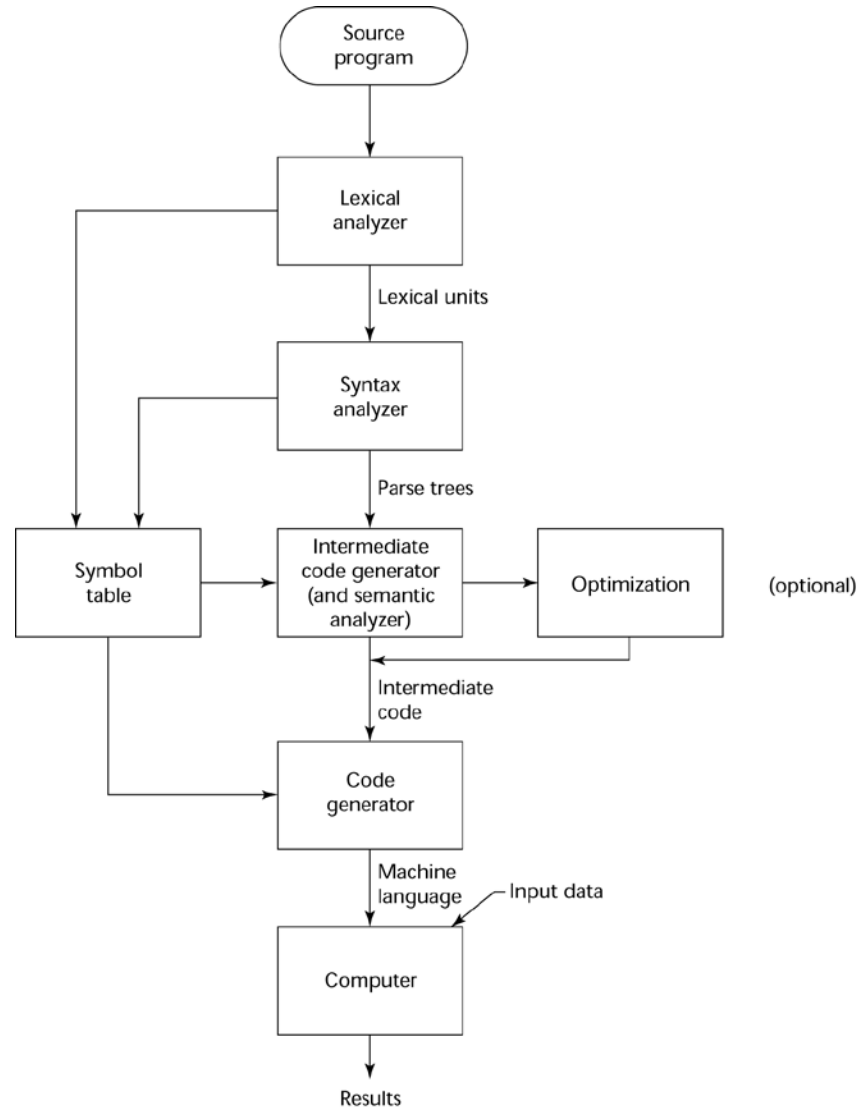 Source
program
Lexical
analyzer
Lexical units
Syntax
analyzer
Parse trees
Symbol
table
Intermediate
code generator
(and semantic
analyzer)
Optimization
(optional)
Intermediate
code
Code
generator
Machine
language
Input data
Computer
Results